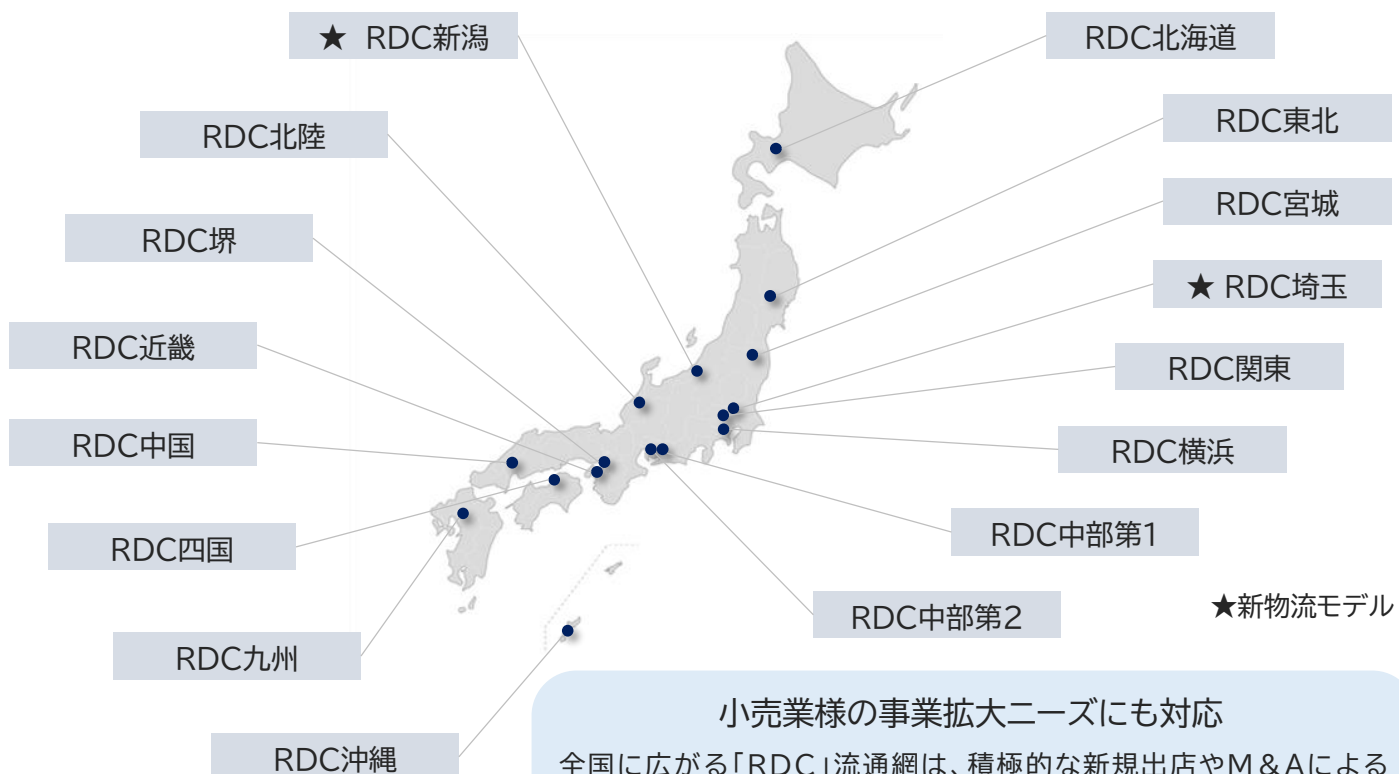 ★ RDC新潟
RDC北海道
RDC北陸
RDC東北
RDC宮城
RDC堺
★ RDC埼玉
RDC近畿
RDC関東
RDC中国
RDC横浜
RDC中部第1
RDC四国
RDC中部第2
★新物流モデル
RDC九州
小売業様の事業拡大ニーズにも対応
RDC沖縄
全国に広がる「RDC」流通網は、積極的な新規出店やM&Aによる